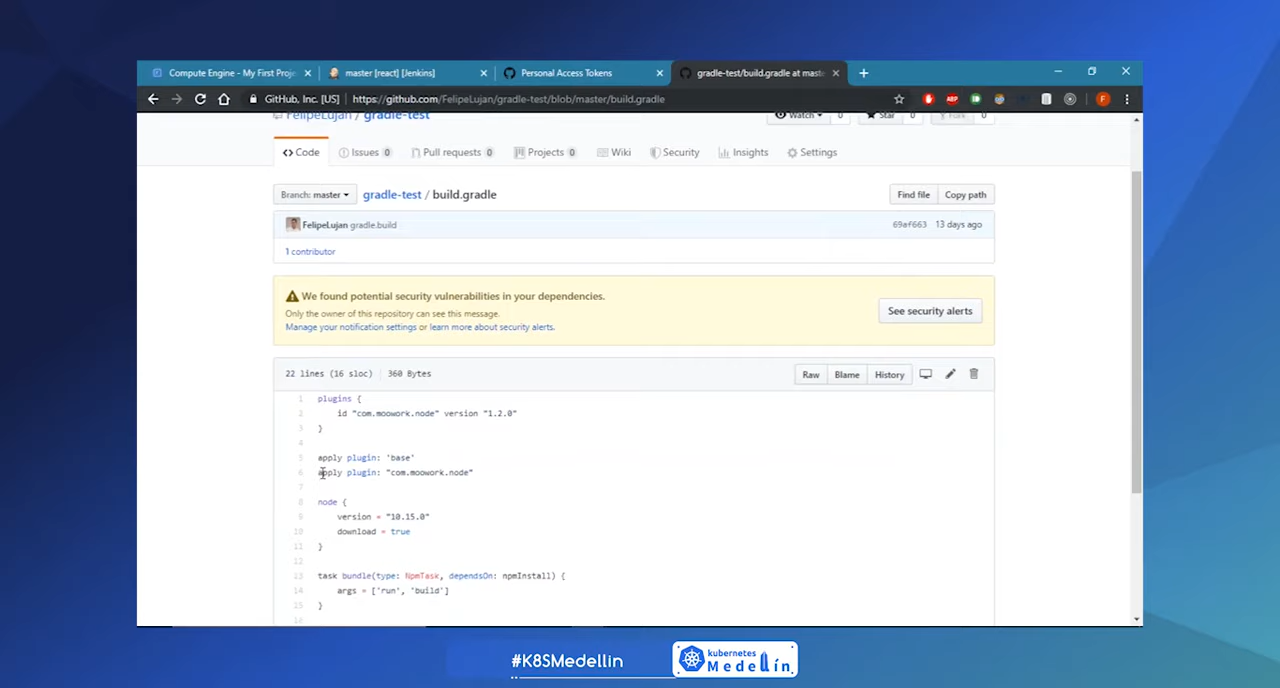 Compute Engine - My First Proje
master [react] [Jenkins]
Personal Access Tokens
gradle-test/build.gradle at mast
GitHub, Inc. [US] | https://github.com/FelipeLujan/gradle-test/blob/master/build.gradle
FelipeLujan / gradle-test
Watch 0 Star 0 Fork 0
Code Issues 0 Pull requests 0 Projects 0 Wiki Security Insights Settings
Branch: master gradle-test / build.gradle Find file Copy path
FelipeLujan gradle.build 69af663 13 days ago
1 contributor
We found potential security vulnerabilities in your dependencies.
Only the owner of this repository can see this message.
Manage your notification settings or learn more about security alerts.
See security alerts
22 lines (16 sloc) 360 Bytes Raw Blame History
1 plugins {
2 id "com.moowork.node" version "1.2.0"
3 }
4
5 apply plugin: 'base'
6 apply plugin: "com.moowork.node"
7
8 node {
9 version = "10.15.0"
10 download = true
11 }
12
13 task bundle(type: NpmTask, dependsOn: npmInstall) {
14 args = ['run', 'build']
15 }
14
#K8SMedellin
kubernetes
Medellín